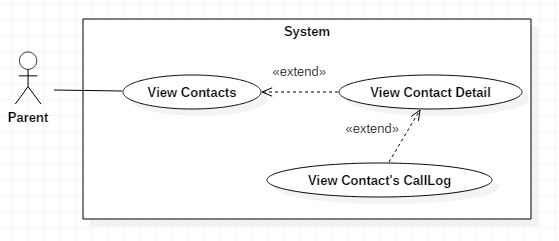 System
«extend»
View Contacts
View Contact Detail
Parent
«extend»
View Contact's CallLog